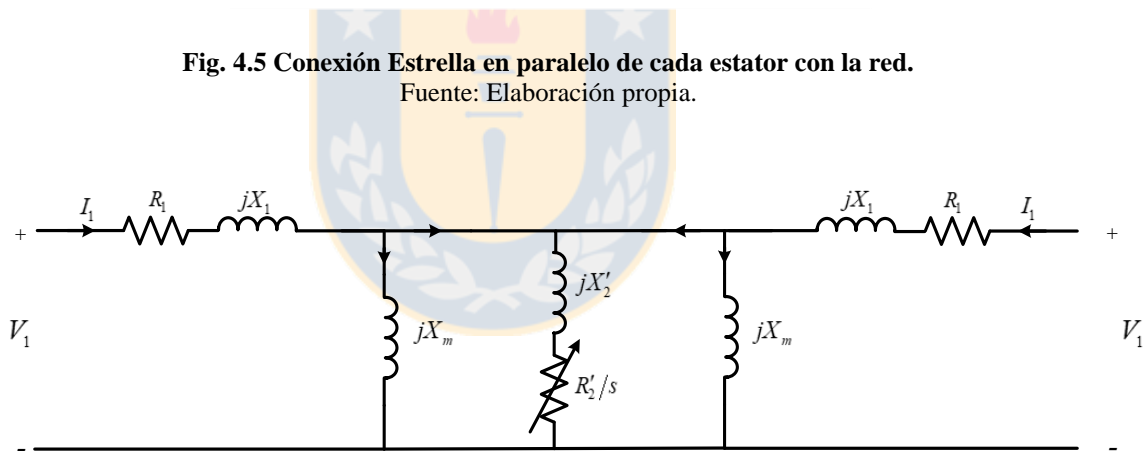 Fig. 4.5 Conexión Estrella en paralelo de cada estator con la red.
Fuente: Elaboración propia.
I₁ R₁ jX₁ jX₁ R₁ I₁
+ +
jX′₂
V₁ jXₘ jXₘ V₁
R′₂/s
- -